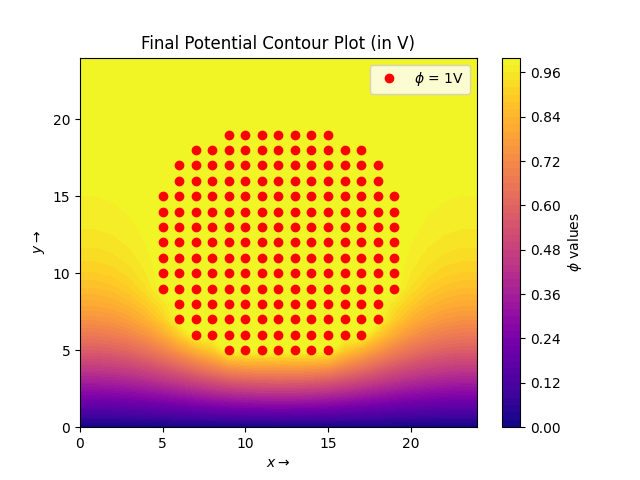 Final Potential Contour Plot (in V)
ϕ = 1V
20
15
10
5
0
y →
0 5 10 15 20
x →
0.96
0.84
0.72
0.60
0.48
0.36
0.24
0.12
0.00
ϕ values